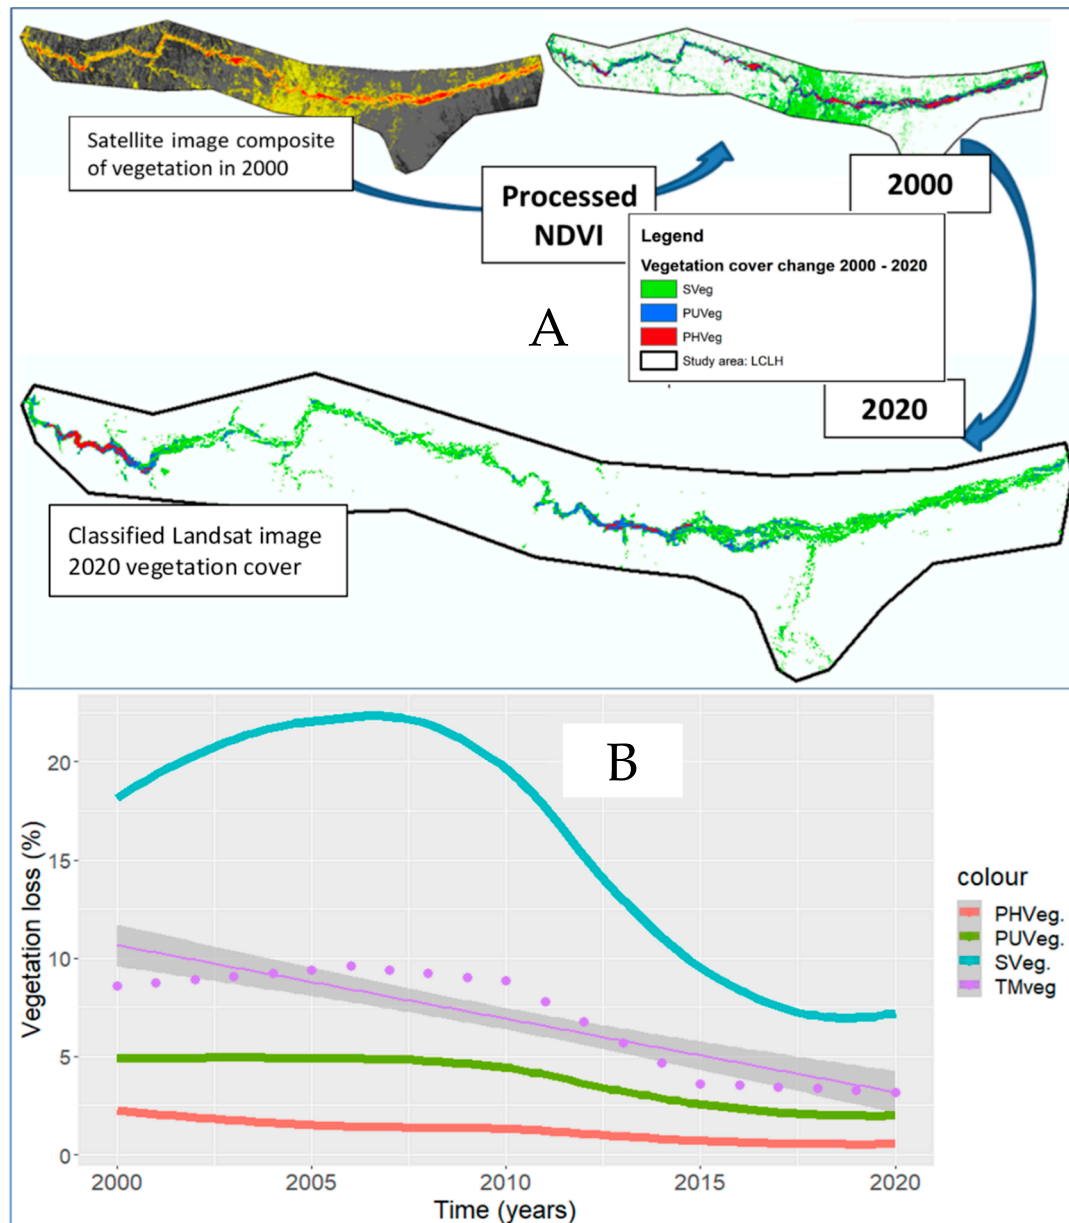 Satellite image composite
of vegetation in 2000
Processed
NDVI
2000
Legend
Vegetation cover change 2000 - 2020
SVeg
PUVeg
PHVeg
Study area: LCLH
A
2020
Classified Landsat image
2020 vegetation cover
B
Vegetation loss (%)
20
15
10
5
0
2000 2005 2010 2015 2020
Time (years)
colour
PHVeg.
PUVeg.
SVeg.
TMveg